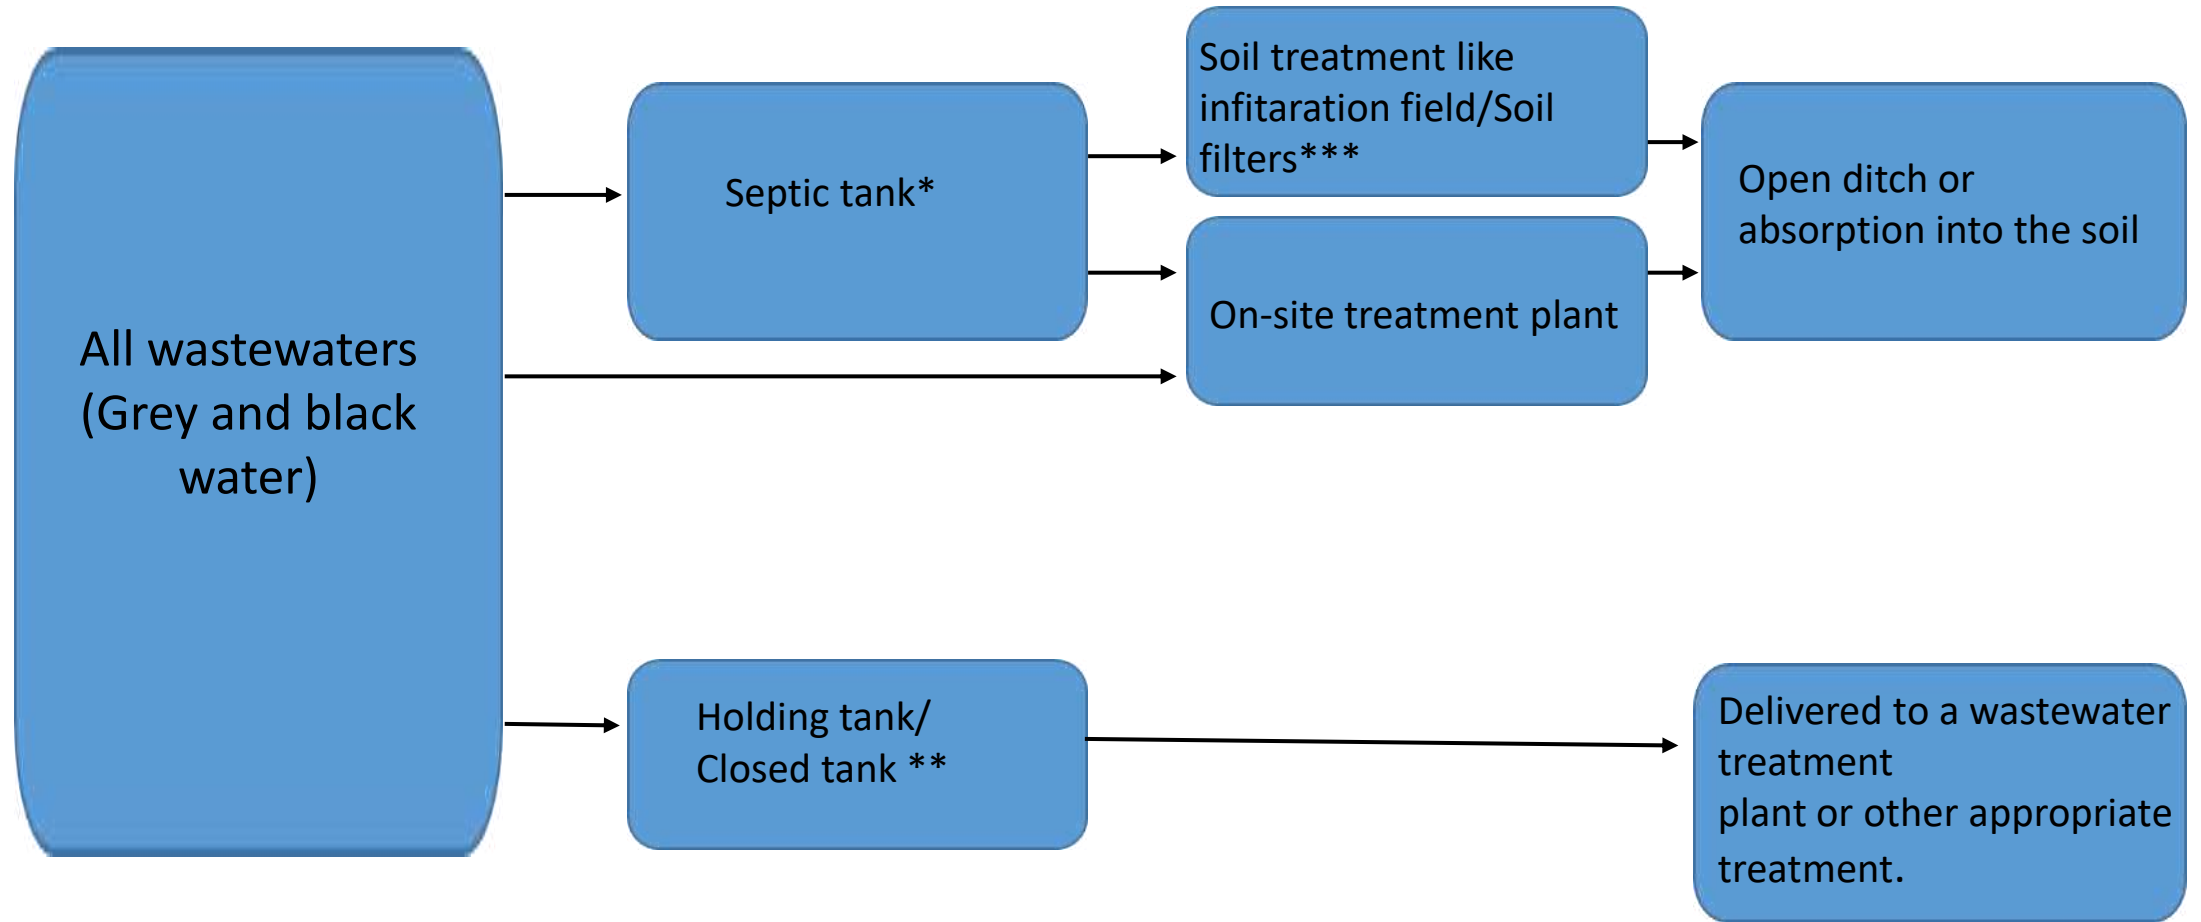 All wastewaters
(Grey and black
water)
Septic tank*
Soil treatment like
infitaration field/Soil
filters***
On-site treatment plant
Open ditch or
absorption into the soil
Holding tank/
Closed tank **
Delivered to a wastewater
treatment
plant or other appropriate
treatment.